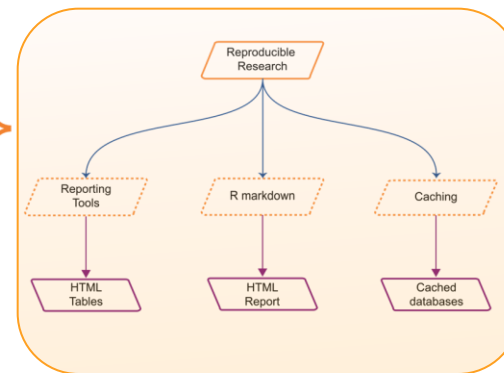 Reproducible
Research
Reporting
Tools
R markdown
Caching
HTML
Tables
HTML
Report
Cached
databases